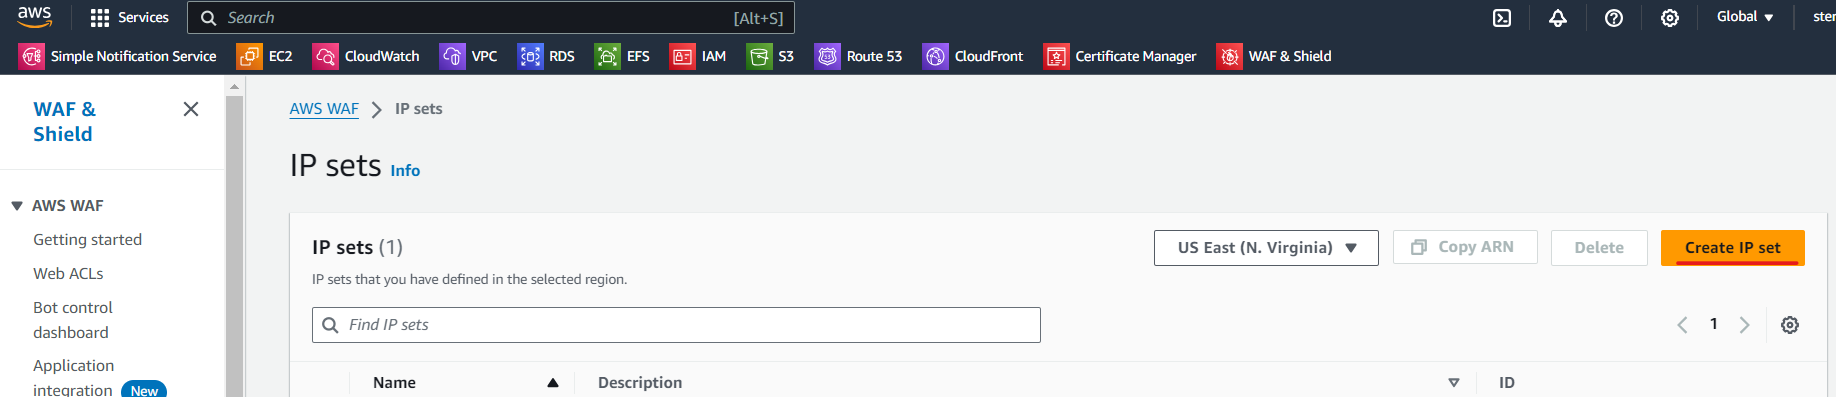 aws Services Search [Alt+S] Global
Simple Notification Service EC2 CloudWatch VPC RDS EFS IAM S3 Route 53 CloudFront Certificate Manager WAF & Shield
WAF &
Shield
AWS WAF
Getting started
Web ACLs
Bot control
dashboard
Application
integration New
AWS WAF IP sets
IP sets Info
IP sets (1) US East (N. Virginia) Copy ARN Delete Create IP set
IP sets that you have defined in the selected region.
Find IP sets 1
Name Description ID